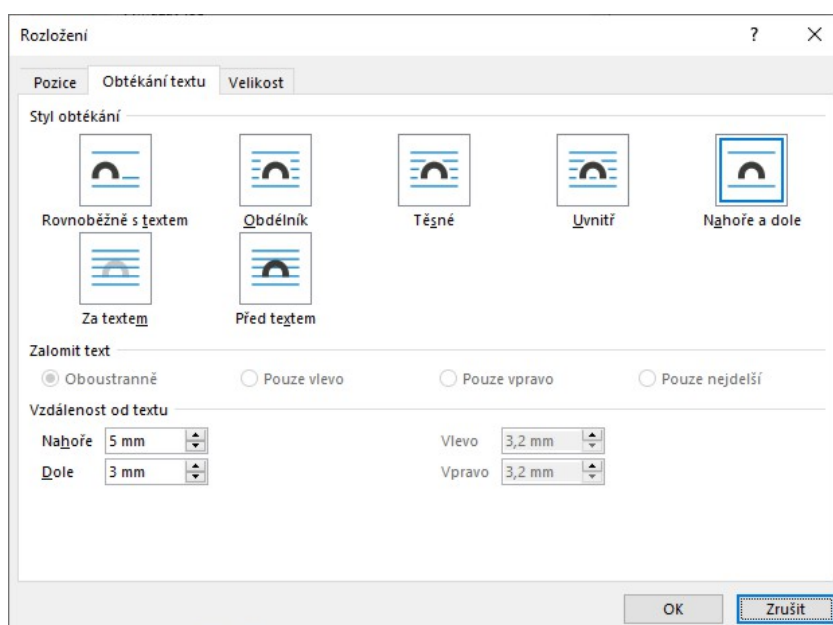 Rozložení ?
Pozice Obtékání textu Velikost
Styl obtékání
Rovnoběžně s textem Obdélník Těsné Uvnitř Nahoře a dole
Za textem Před textem
Zalomit text
Oboustranně Pouze vlevo Pouze vpravo Pouze nejdelší
Vzdálenost od textu
Nahoře 5 mm Vlevo 3,2 mm
Dole 3 mm Vpravo 3,2 mm
OK Zrušit